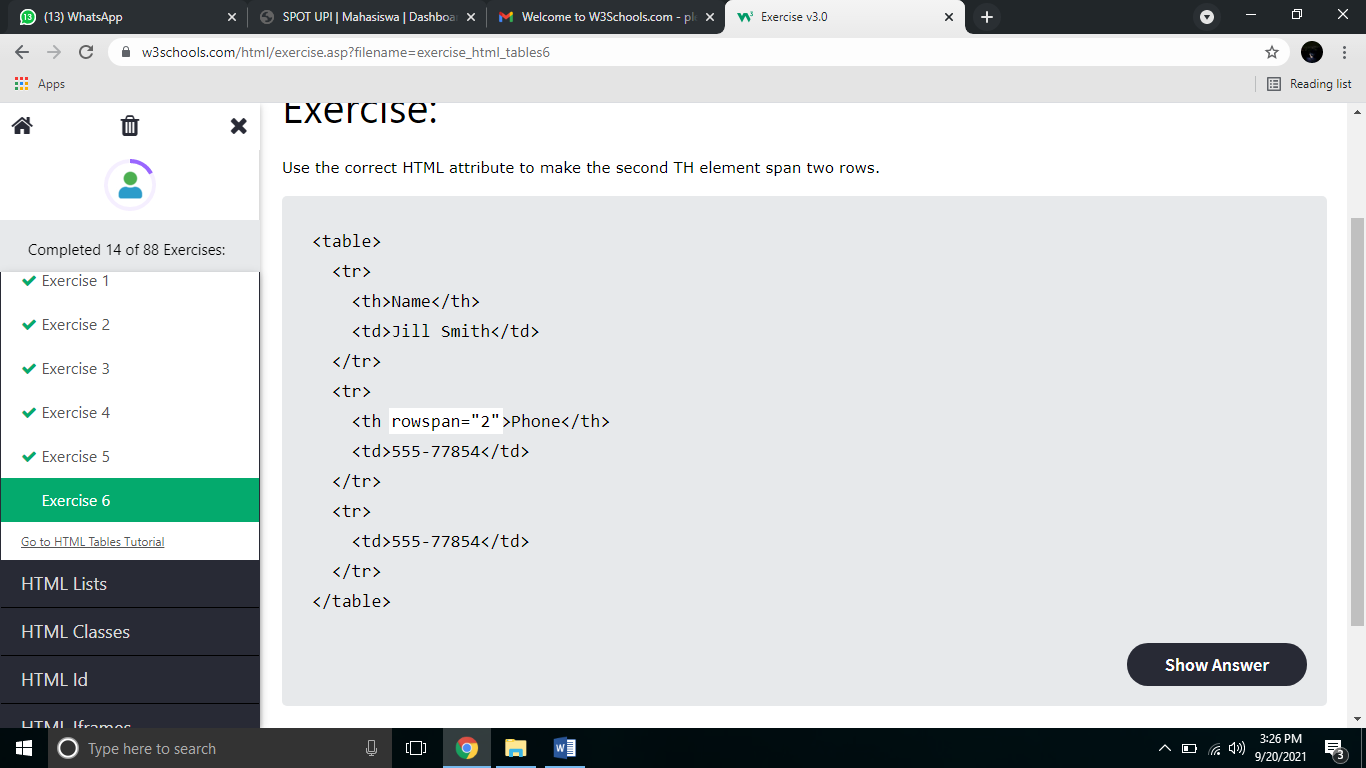 (13) WhatsApp
SPOT UPI | Mahasiswa | Dashboa
Welcome to W3Schools.com - pl
Exercise v3.0
w3schools.com/html/exercise.asp?filename=exercise_html_tables6
Apps
Reading list
Completed 14 of 88 Exercises:
Exercise 1
Exercise 2
Exercise 3
Exercise 4
Exercise 5
Exercise 6
Go to HTML Tables Tutorial
HTML Lists
HTML Classes
HTML Id
HTML Iframes
Exercise:
Use the correct HTML attribute to make the second TH element span two rows.
<table>
<tr>
<th>Name</th>
<td>Jill Smith</td>
</tr>
<tr>
<th rowspan="2">Phone</th>
<td>555-77854</td>
</tr>
<tr>
<td>555-77854</td>
</tr>
</table>
Show Answer
Type here to search
3:26 PM
9/20/2021
3